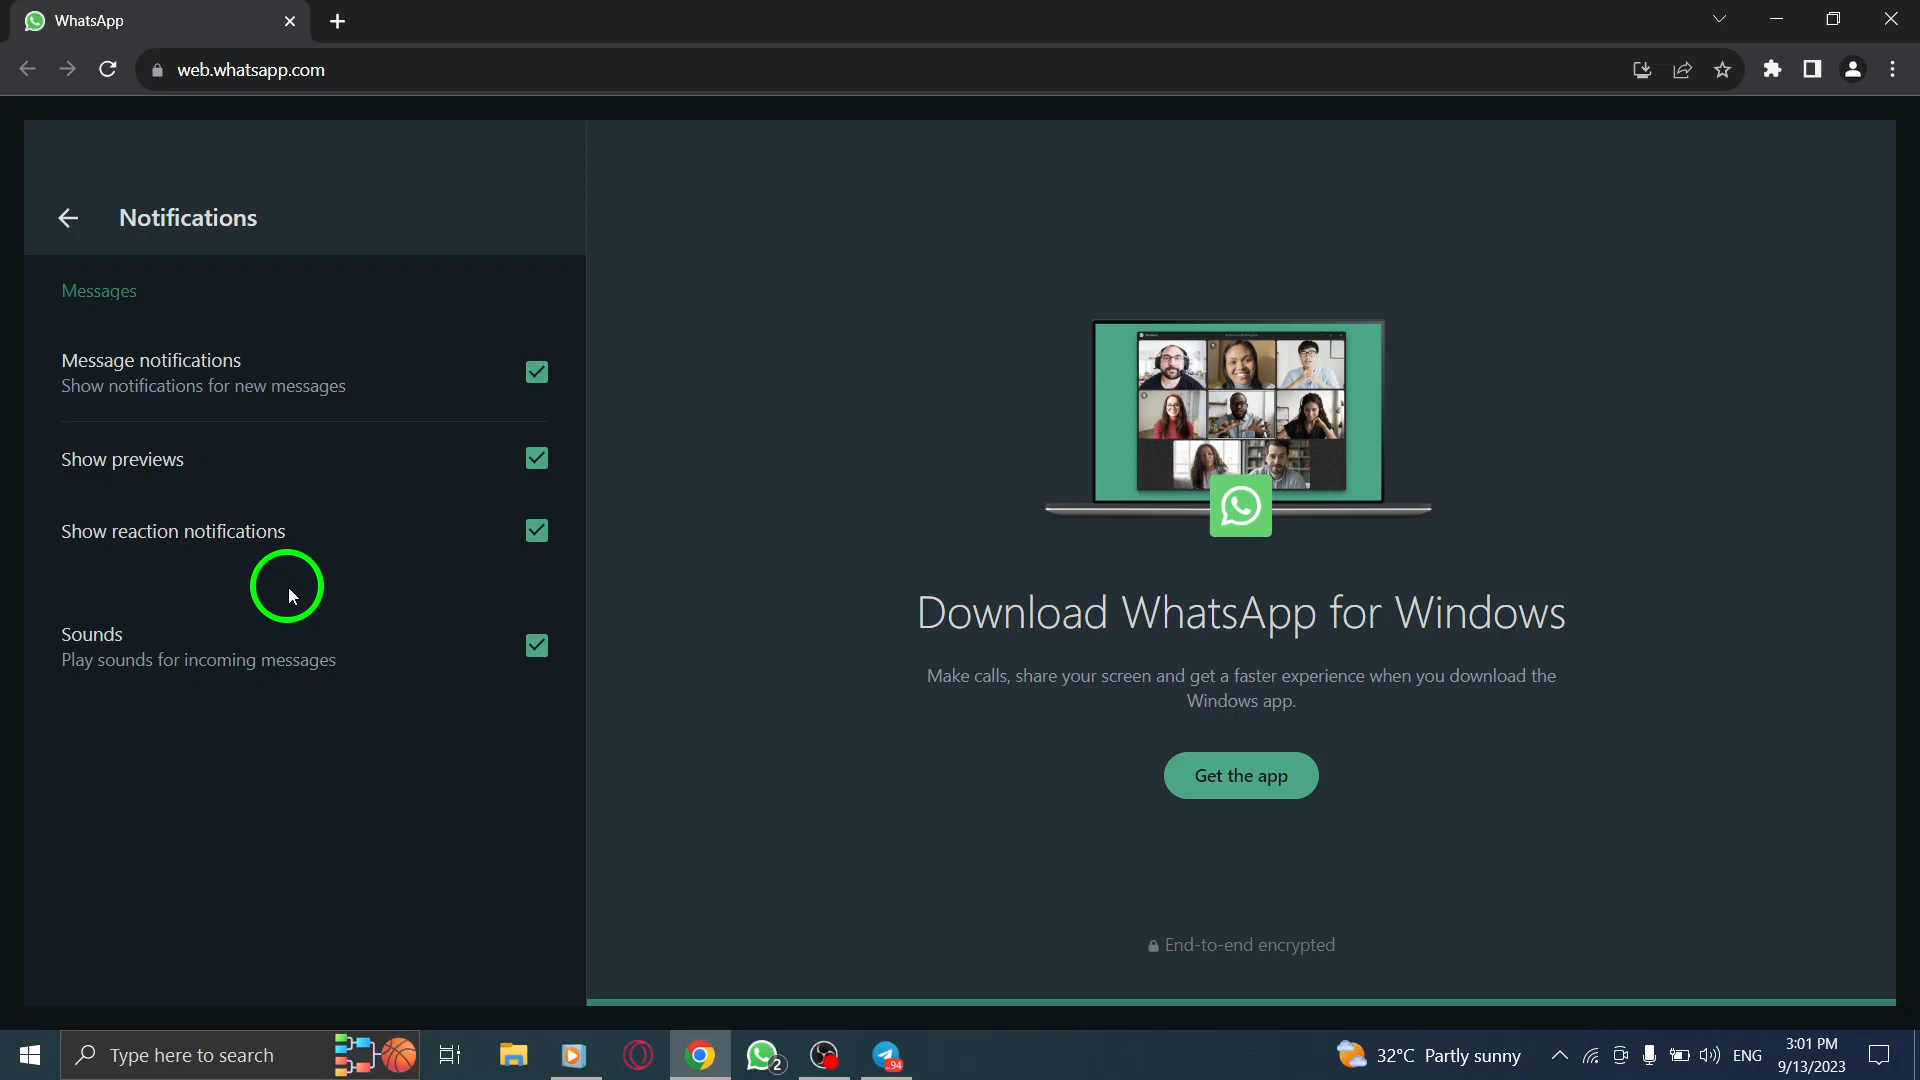 WhatsApp
web.whatsapp.com
Notifications
Messages
Message notifications
Show notifications for new messages
Show previews
Show reaction notifications
Sounds
Play sounds for incoming messages
Download WhatsApp for Windows
Make calls, share your screen and get a faster experience when you download the
Windows app.
Get the app
End-to-end encrypted
Type here to search
2
94
32°C Partly sunny
ENG
3:01 PM
9/13/2023